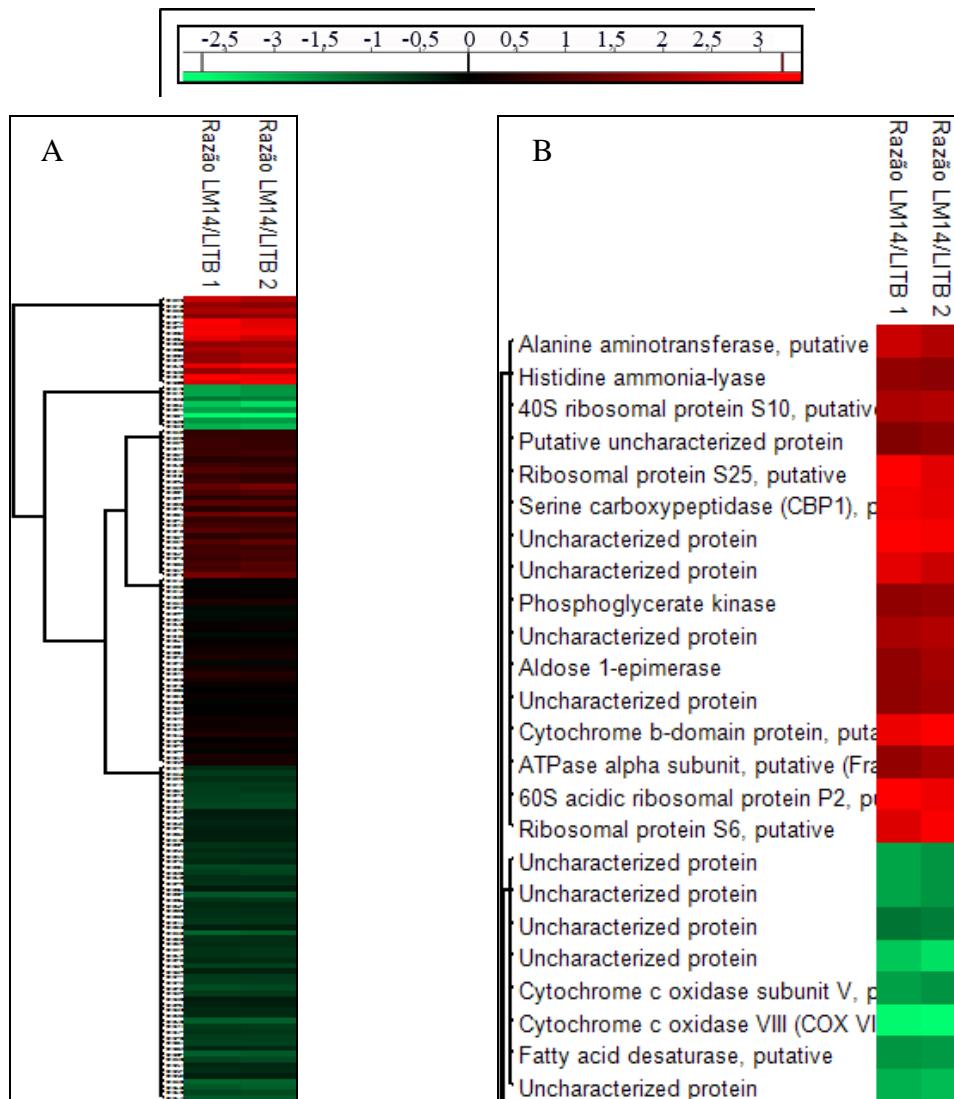 -2,5 -3 -1,5 -1 -0,5 0 0,5 1 1,5 2 2,5 3
A
Razão LM14/LITB 1
Razão LM14/LITB 2
B
Razão LM14/LITB 1
Razão LM14/LITB 2
Alanine aminotransferase, putative
Histidine ammonia-lyase
40S ribosomal protein S10, putative
Putative uncharacterized protein
Ribosomal protein S25, putative
Serine carboxypeptidase (CBP1), p
Uncharacterized protein
Uncharacterized protein
Phosphoglycerate kinase
Uncharacterized protein
Aldose 1-epimerase
Uncharacterized protein
Cytochrome b-domain protein, puta
ATPase alpha subunit, putative (Fra
60S acidic ribosomal protein P2, pu
Ribosomal protein S6, putative
Uncharacterized protein
Uncharacterized protein
Uncharacterized protein
Uncharacterized protein
Cytochrome c oxidase subunit V, p
Cytochrome c oxidase VIII (COX VI
Fatty acid desaturase, putative
Uncharacterized protein